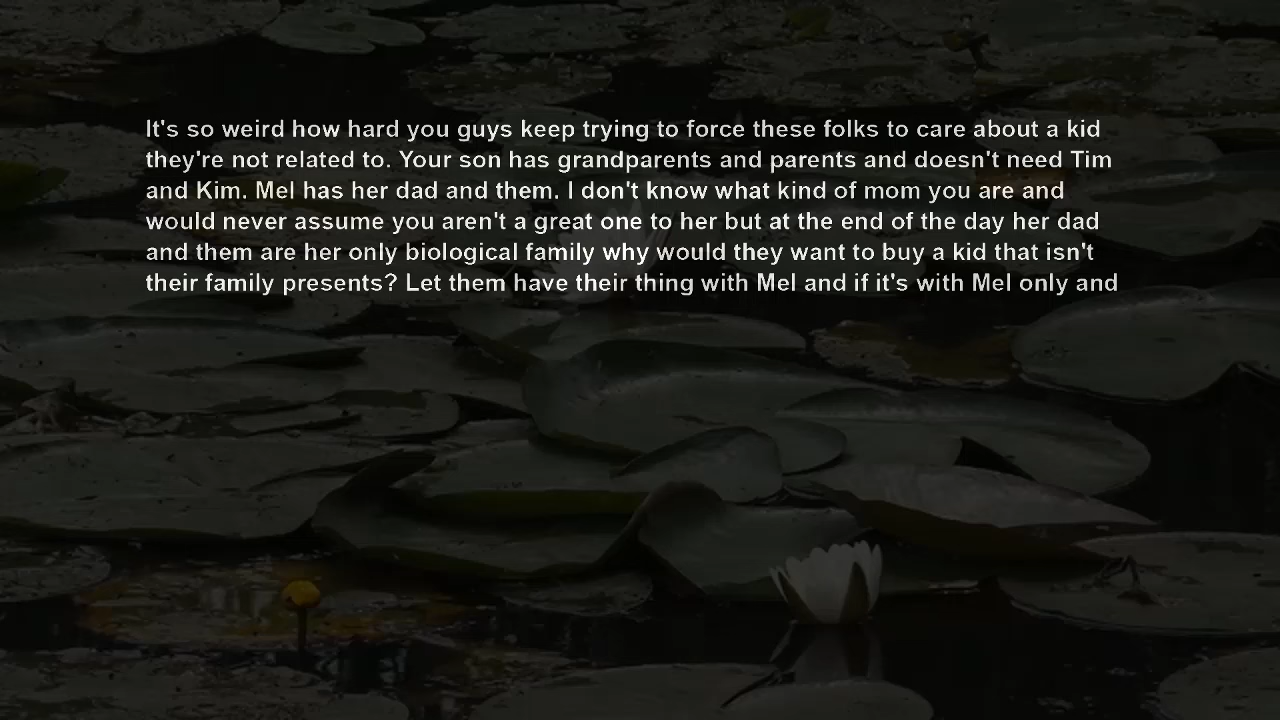 It's so weird how hard you guys keep trying to force these folks to care about a kid
they're not related to. Your son has grandparents and parents and doesn't need Tim
and Kim. Mel has her dad and them. I don't know what kind of mom you are and
would never assume you aren't a great one to her but at the end of the day her dad
and them are her only biological family why would they want to buy a kid that isn't
their family presents? Let them have their thing with Mel and if it's with Mel only and